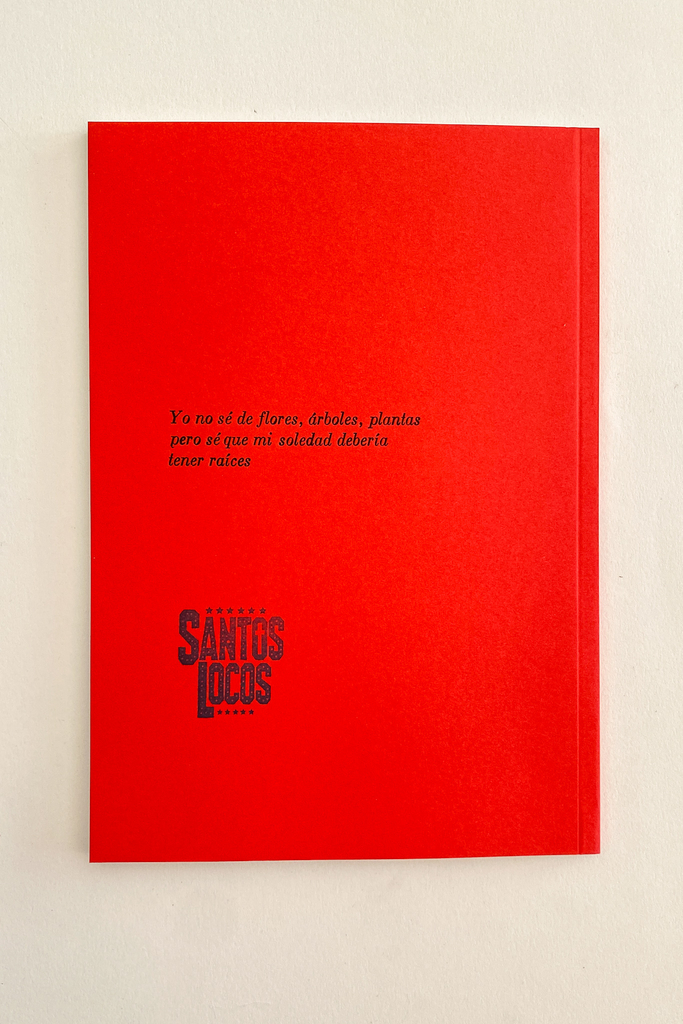 Yo no sé de flores, árboles, plantas
pero sé que mi soledad debería
tener raíces
SANTOS
LOCOS